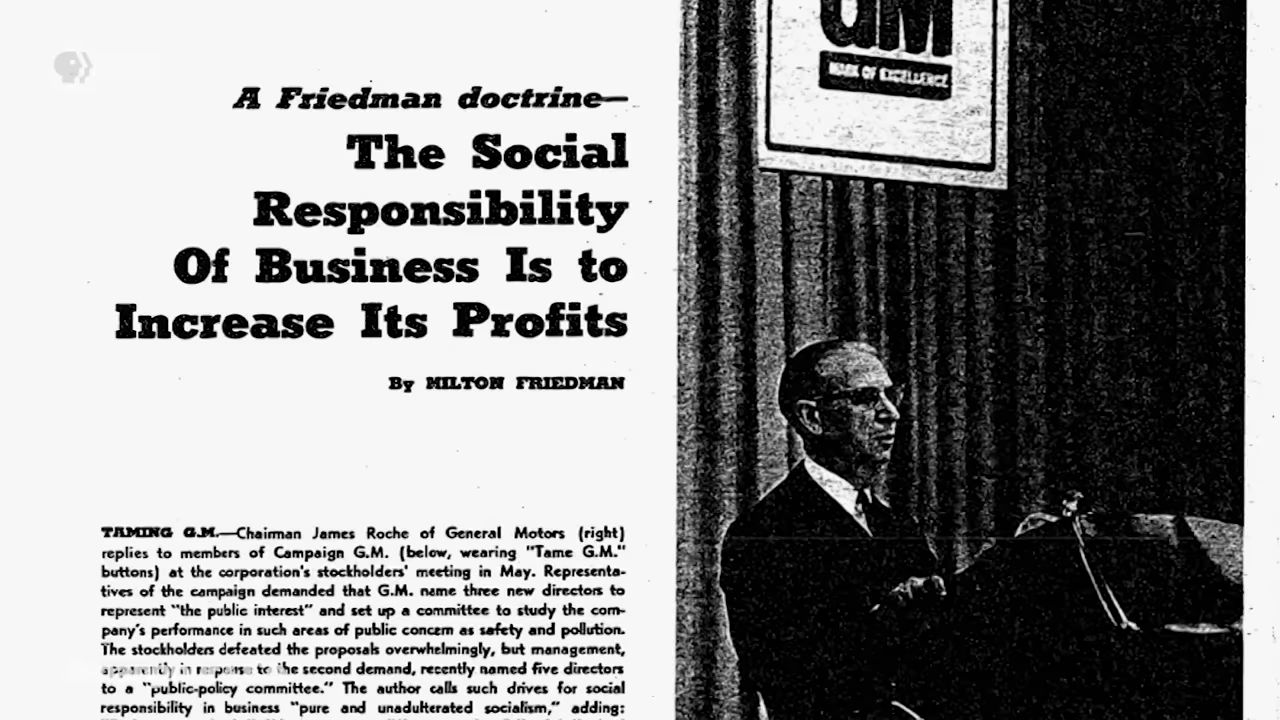 A Friedman doctrine—
The Social
Responsibility
Of Business Is to
Increase Its Profits
By MILTON FRIEDMAN
TAMING G.M.—Chairman James Roche of General Motors (right)
replies to members of Campaign G.M. (below, wearing "Tame G.M."
buttons) at the corporation's stockholders' meeting in May. Representa-
tives of the campaign demanded that G.M. name three new directors to
represent "the public interest" and set up a committee to study the com-
pany's performance in such areas of public concern as safety and pollution.
The stockholders defeated the proposals overwhelmingly, but management,
apparently in response to the second demand, recently named five directors
to a "public-policy committee." The author calls such drives for social
responsibility in business "pure and unadulterated socialism," adding:
GM
MARK OF EXCELLENCE